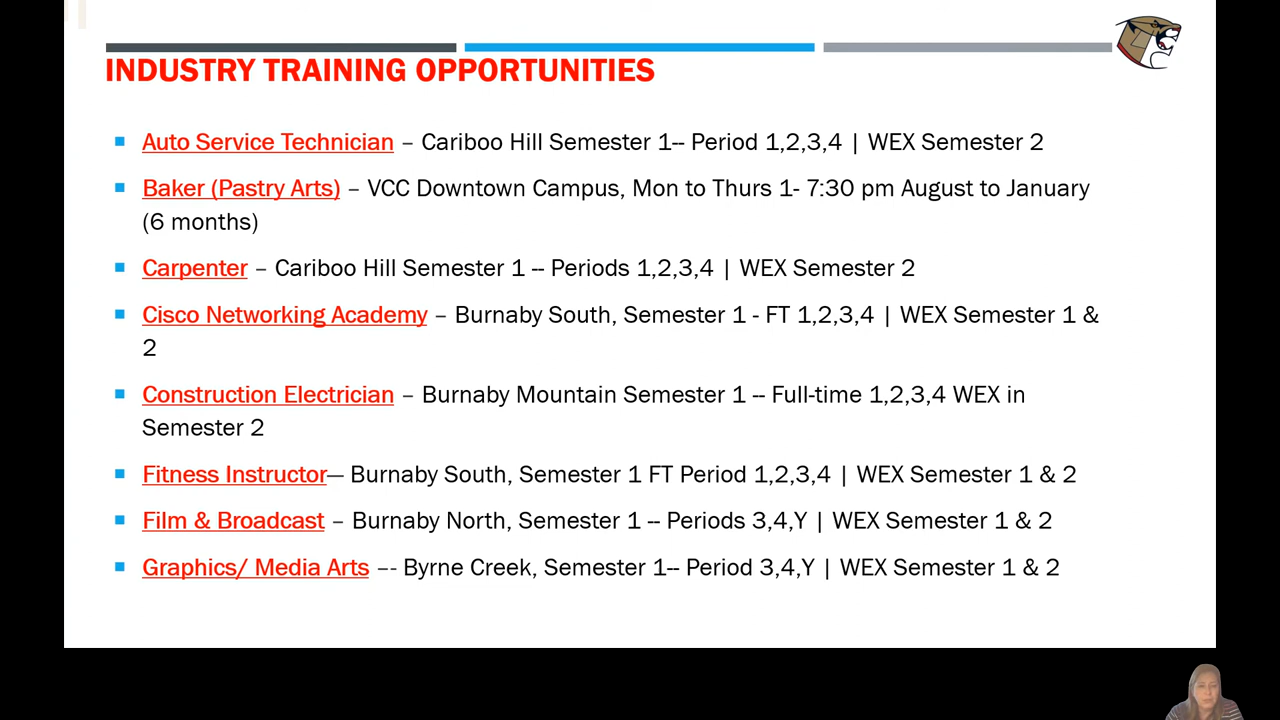 INDUSTRY TRAINING OPPORTUNITIES
Auto Service Technician – Cariboo Hill Semester 1-- Period 1,2,3,4 | WEX Semester 2
Baker (Pastry Arts) – VCC Downtown Campus, Mon to Thurs 1- 7:30 pm August to January
(6 months)
Carpenter – Cariboo Hill Semester 1 -- Periods 1,2,3,4 | WEX Semester 2
Cisco Networking Academy – Burnaby South, Semester 1 - FT 1,2,3,4 | WEX Semester 1 &
2
Construction Electrician – Burnaby Mountain Semester 1 -- Full-time 1,2,3,4 WEX in
Semester 2
Fitness Instructor— Burnaby South, Semester 1 FT Period 1,2,3,4 | WEX Semester 1 & 2
Film & Broadcast – Burnaby North, Semester 1 -- Periods 3,4,Y | WEX Semester 1 & 2
Graphics/ Media Arts –-- Byrne Creek, Semester 1-- Period 3,4,Y | WEX Semester 1 & 2